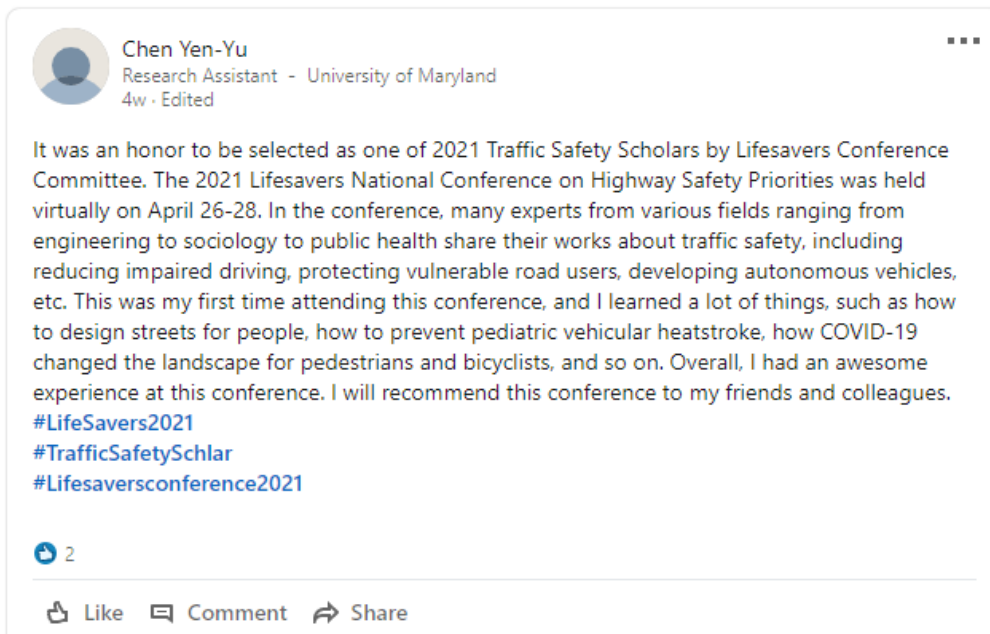 Chen Yen-Yu
Research Assistant - University of Maryland
4w · Edited
It was an honor to be selected as one of 2021 Traffic Safety Scholars by Lifesavers Conference
Committee. The 2021 Lifesavers National Conference on Highway Safety Priorities was held
virtually on April 26-28. In the conference, many experts from various fields ranging from
engineering to sociology to public health share their works about traffic safety, including
reducing impaired driving, protecting vulnerable road users, developing autonomous vehicles,
etc. This was my first time attending this conference, and I learned a lot of things, such as how
to design streets for people, how to prevent pediatric vehicular heatstroke, how COVID-19
changed the landscape for pedestrians and bicyclists, and so on. Overall, I had an awesome
experience at this conference. I will recommend this conference to my friends and colleagues.
#LifeSavers2021
#TrafficSafetySchlar
#Lifesaversconference2021
2
Like Comment Share